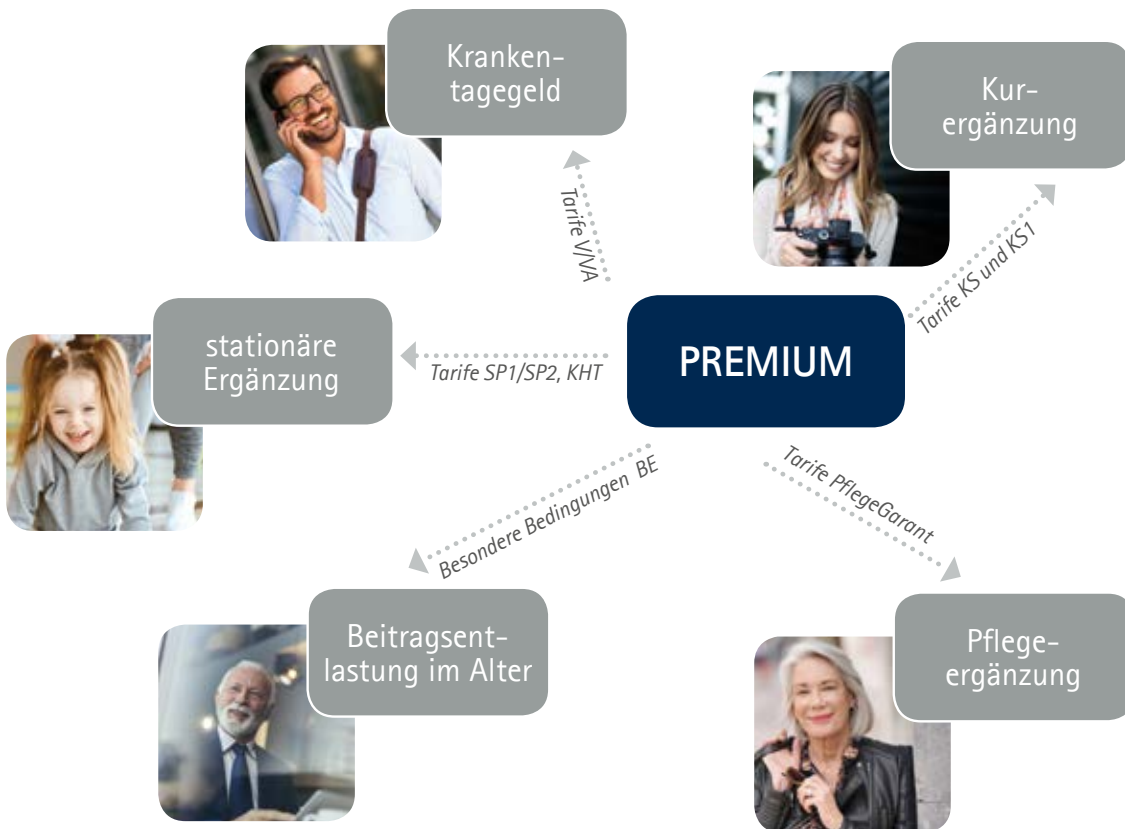 Kranken-
tagegeld
Kur-
ergänzung
Tarife V/VA
Tarife KS und KS1
stationäre
Ergänzung
Tarife SP1/SP2, KHT
PREMIUM
Besondere Bedingungen BE
Tarife PflegeGarant
Beitragsent-
lastung im Alter
Pflege-
ergänzung